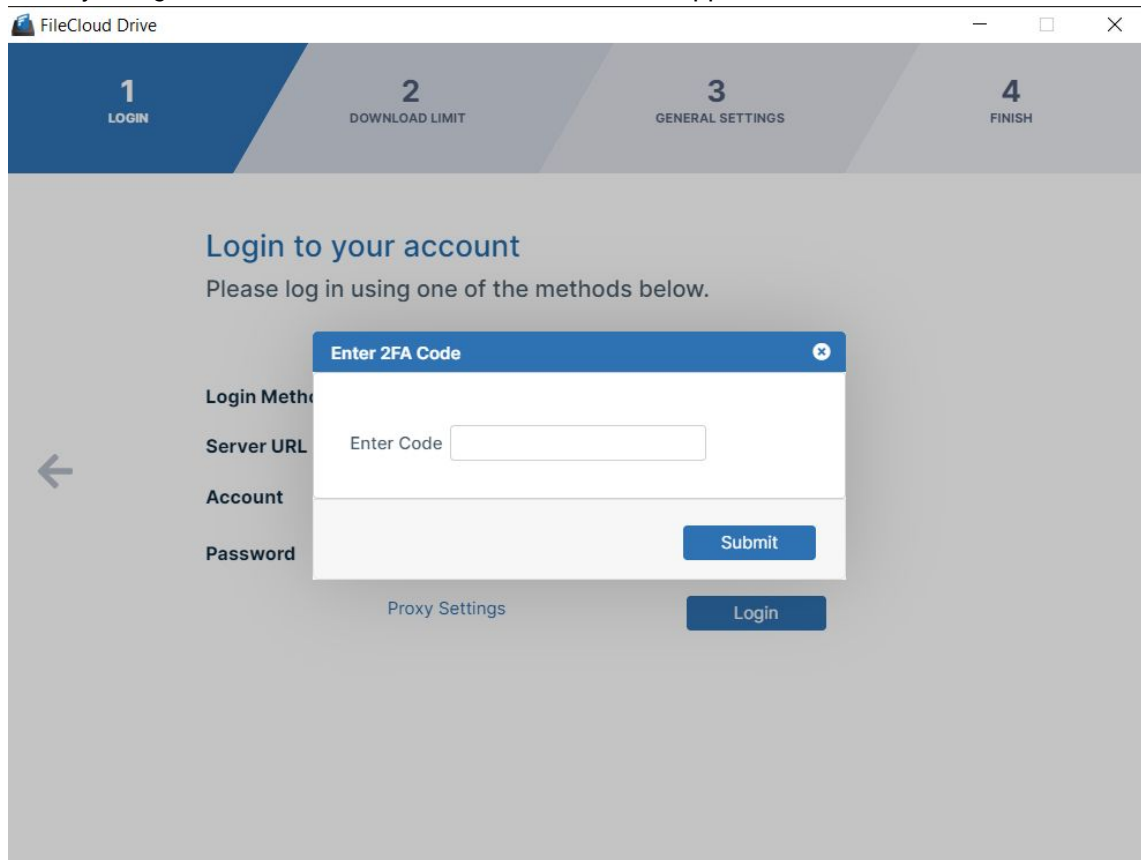 FileCloud Drive
1
LOGIN
2
DOWNLOAD LIMIT
3
GENERAL SETTINGS
4
FINISH
Login to your account
Please log in using one of the methods below.
Enter 2FA Code
Login Meth
Server URL
Enter Code
Account
Submit
Password
Proxy Settings
Login